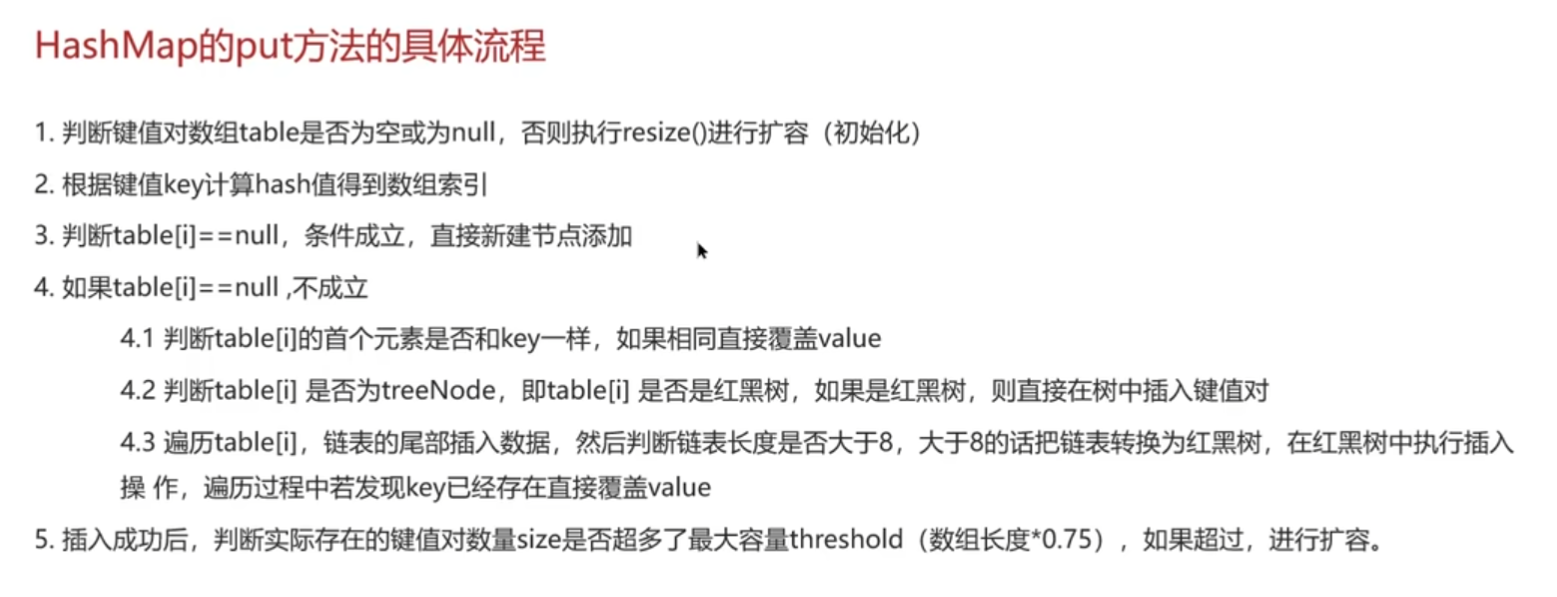 HashMap的put方法的具体流程
1. 判断键值对数组table是否为空或为null，否则执行resize()进行扩容（初始化）
2. 根据键值key计算hash值得到数组索引
3. 判断table[i]==null，条件成立，直接新建节点添加
4. 如果table[i]==null ,不成立
4.1 判断table[i]的首个元素是否和key一样，如果相同直接覆盖value
4.2 判断table[i] 是否为treeNode，即table[i] 是否是红黑树，如果是红黑树，则直接在树中插入键值对
4.3 遍历table[i]，链表的尾部插入数据，然后判断链表长度是否大于8，大于8的话把链表转换为红黑树，在红黑树中执行插入
操 作，遍历过程中若发现key已经存在直接覆盖value
5. 插入成功后，判断实际存在的键值对数量size是否超多了最大容量threshold（数组长度*0.75），如果超过，进行扩容。